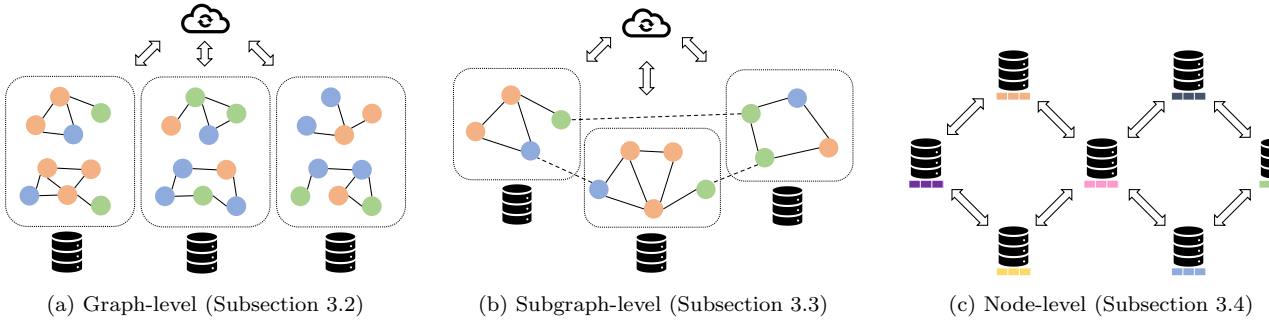 (a) Graph-level (Subsection 3.2)
(b) Subgraph-level (Subsection 3.3)
(c) Node-level (Subsection 3.4)